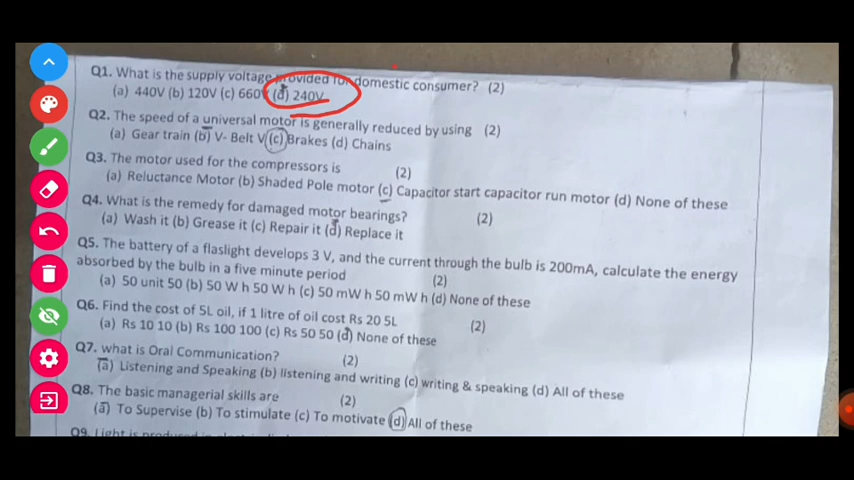 Q1. What is the supply voltage provided for domestic consumer? (2)
(a) 440V (b) 120V (c) 660V (d) 240V
Q2. The speed of a universal motor is generally reduced by using (2)
(a) Gear train (b) V- Belt V (c) Brakes (d) Chains
Q3. The motor used for the compressors is (2)
(a) Reluctance Motor (b) Shaded Pole motor (c) Capacitor start capacitor run motor (d) None of these
Q4. What is the remedy for damaged motor bearings? (2)
(a) Wash it (b) Grease it (c) Repair it (d) Replace it
Q5. The battery of a flaslight develops 3 V, and the current through the bulb is 200mA, calculate the energy
absorbed by the bulb in a five minute period (2)
(a) 50 unit 50 (b) 50 W h 50 W h (c) 50 mW h 50 mW h (d) None of these
Q6. Find the cost of 5L oil, if 1 litre of oil cost Rs 20 5L (2)
(a) Rs 10 10 (b) Rs 100 100 (c) Rs 50 50 (d) None of these
Q7. what is Oral Communication? (2)
(a) Listening and Speaking (b) listening and writing (c) writing & speaking (d) All of these
Q8. The basic managerial skills are (2)
(a) To Supervise (b) To stimulate (c) To motivate (d) All of these
Q9. Light is produced in